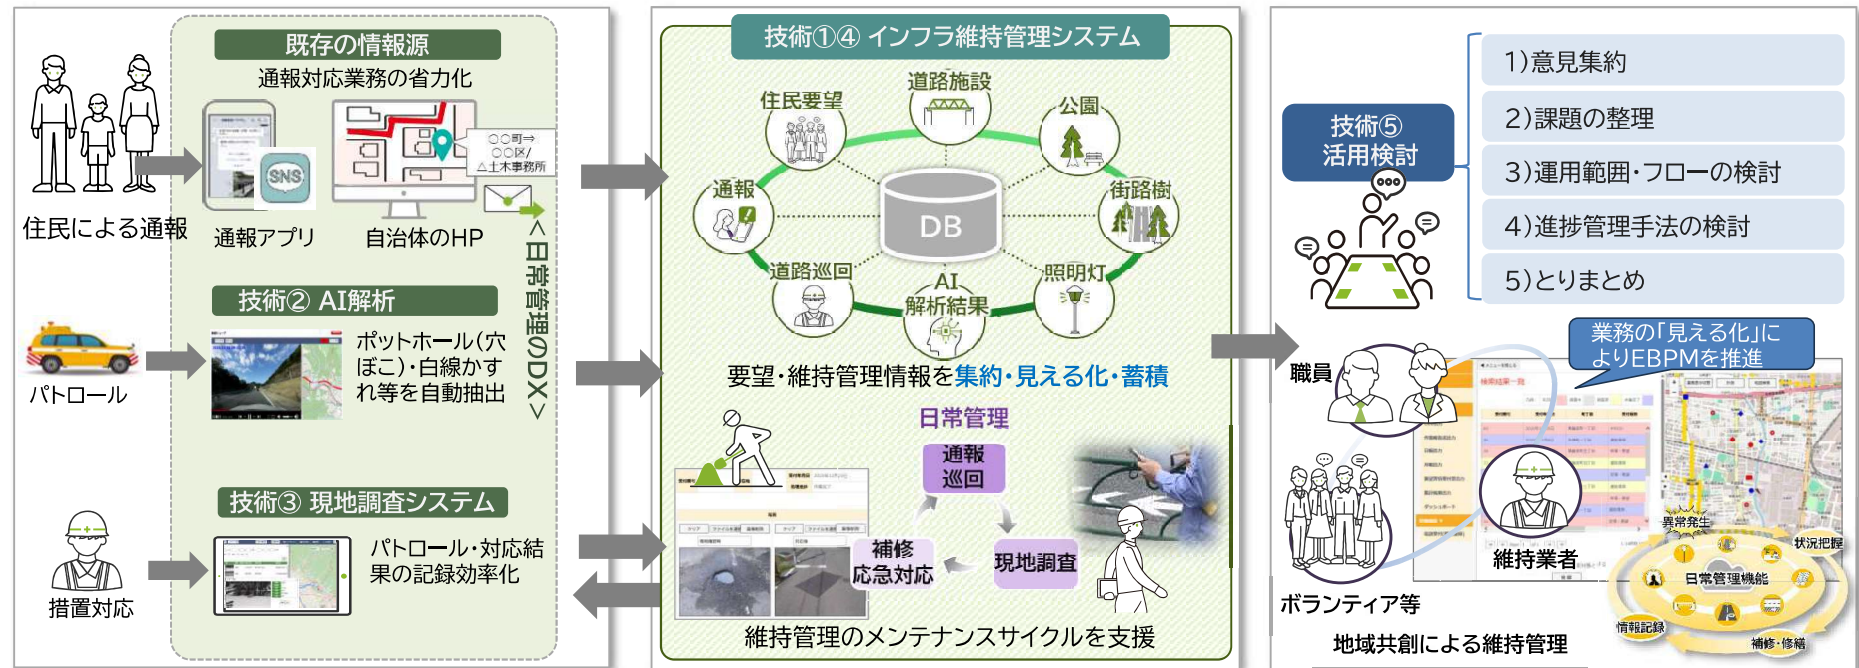 既存の情報源
通報対応業務の省力化
SNS
〇〇町⇒
〇〇区/
△土木事務所
住民による通報
通報アプリ
自治体のHP
<日常管理のDX>
技術② AI解析
ポットホール(穴
ぼこ)・白線かす
れ等を自動抽出
パトロール
技術③ 現地調査システム
パトロール・対応結
果の記録効率化
措置対応
技術①④ インフラ維持管理システム
道路施設
住民要望
公園
通報
街路樹
DB
道路巡回
AI
解析結果
照明灯
要望・維持管理情報を集約・見える化・蓄積
日常管理
通報
巡回
補修
応急対応
現地調査
維持管理のメンテナンスサイクルを支援
技術⑤
活用検討
1)意見集約
2)課題の整理
3)運用範囲・フローの検討
4)進捗管理手法の検討
5)とりまとめ
業務の「見える化」に
よりEBPMを推進
職員
検索結果一覧
維持業者
ボランティア等
異常発生
状況把握
日常管理機能
情報記録
補修・修繕
地域共創による維持管理